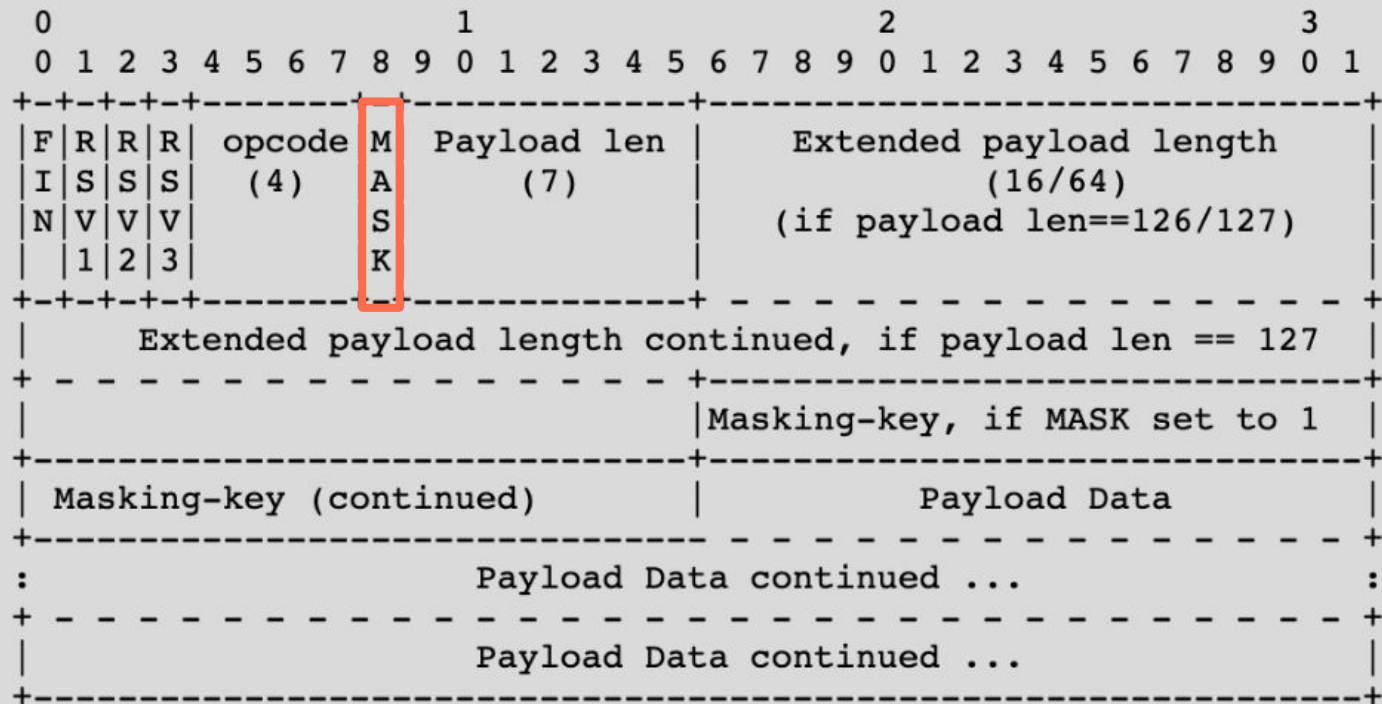 0                   1                   2                   3
0 1 2 3 4 5 6 7 8 9 0 1 2 3 4 5 6 7 8 9 0 1 2 3 4 5 6 7 8 9 0 1
+-+-+-+-+-------+-+-------------+-------------------------------+
|F|R|R|R| opcode|M| Payload len |    Extended payload length    |
|I|S|S|S|  (4)  |A|     (7)     |             (16/64)           |
|N|V|V|V|       |S|             |   (if payload len==126/127)   |
| |1|2|3|       |K|             |                               |
+-+-+-+-+-------+-+-------------+ - - - - - - - - - - - - - - - +
|     Extended payload length continued, if payload len == 127  |
+ - - - - - - - - - - - - - - - +-------------------------------+
|                               |Masking-key, if MASK set to 1  |
+-------------------------------+-------------------------------+
| Masking-key (continued)       |          Payload Data         |
+-------------------------------- - - - - - - - - - - - - - - - +
:                     Payload Data continued ...                :
+ - - - - - - - - - - - - - - - - - - - - - - - - - - - - - - - +
|                     Payload Data continued ...                |
+---------------------------------------------------------------+